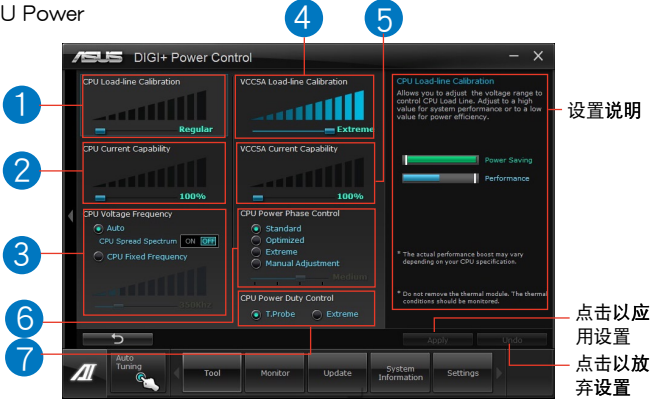 U Power
4
5
ASUS DIGI+ Power Control
1
CPU Load-line Calibration
Regular
VCCSA Load-line Calibration
Extreme
CPU Load-line Calibration
Allows you to adjust the voltage range to
control CPU Load Line. Adjust to a high
value for system performance or to a low
value for power efficiency.
设置说明
2
CPU Current Capability
100%
VCCSA Current Capability
100%
Power Saving
Performance
3
CPU Voltage Frequency
Auto
CPU Spread Spectrum ON OFF
CPU Fixed Frequency
350kHz
CPU Power Phase Control
Standard
Optimized
Extreme
Manual Adjustment
Medium
* The actual performance boost may vary
depending on your CPU specification.
* Do not remove the thermal module. The thermal
conditions should be monitored.
6
CPU Power Duty Control
T.Probe Extreme
7
Apply Undo
点击以应
用设置
点击以放
弃设置
Auto
Tuning
Tool
Monitor
Update
System
Information
Settings